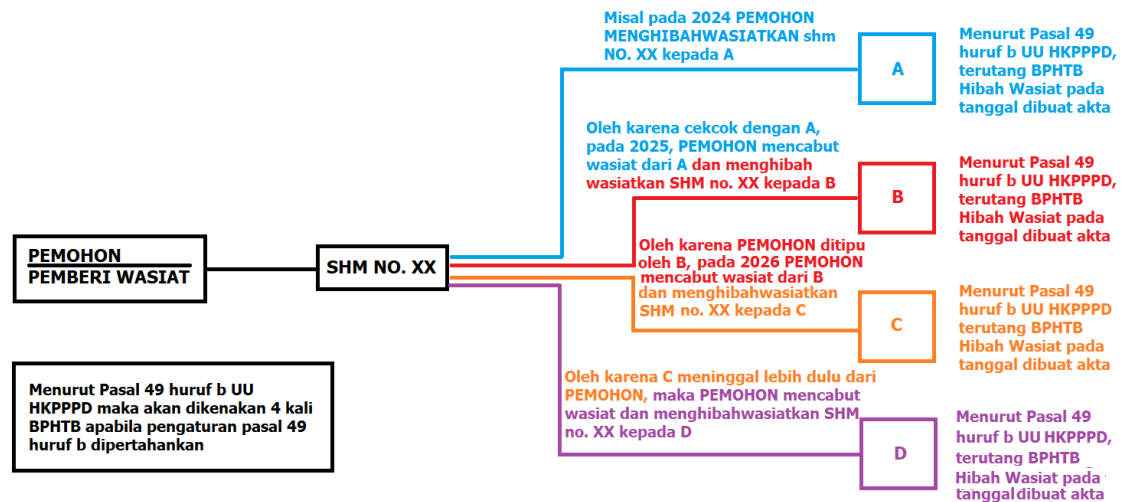 Misal pada 2024 PEMOHON
MENGHIBAHWASIATKAN shm
NO. XX kepada A
A
Menurut Pasal 49
huruf b UU HKPPPD,
terutang BPHTB
Hibah Wasiat pada
tanggal dibuat akta
Oleh karena cekcok dengan A,
pada 2025, PEMOHON mencabut
wasiat dari A dan menghibah
wasiatkan SHM no. XX kepada B
B
Menurut Pasal 49
huruf b UU HKPPPD,
terutang BPHTB
Hibah Wasiat pada
tanggal dibuat akta
PEMOHON
PEMBERI WASIAT
SHM NO. XX
Oleh karena PEMOHON ditipu
oleh B, pada 2026 PEMOHON
mencabut wasiat dari B
dan menghibahwasiatkan
SHM no. XX kepada C
C
Menurut Pasal 49
huruf b UU HKPPPD
terutang BPHTB
Hibah Wasiat pada
tanggal dibuat akta
Menurut Pasal 49 huruf b UU
HKPPPD maka akan dikenakan 4 kali
BPHTB apabila pengaturan pasal 49
huruf b dipertahankan
Oleh karena C meninggal lebih dulu dari
PEMOHON, maka PEMOHON mencabut
wasiat dan menghibahwasiatkan SHM
no. XX kepada D
D
Menurut Pasal 49
huruf b UU HKPPPD,
terutang BPHTB
Hibah Wasiat pada
tanggal dibuat akta